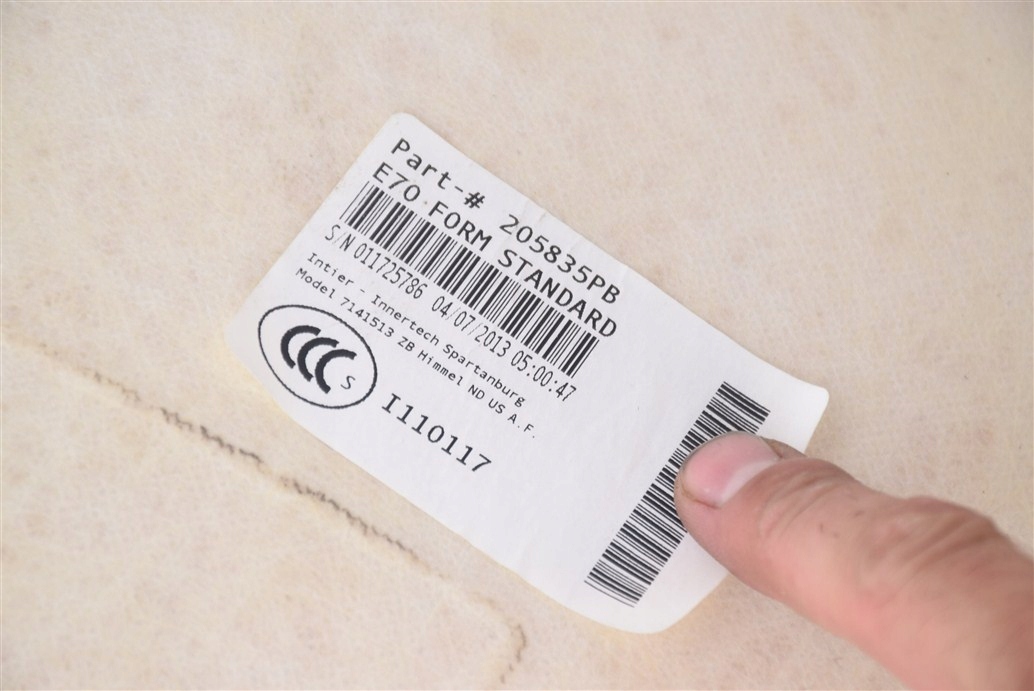 Part-# 205835PB
E70 FORM STANDARD
S/N 011725786 04/07/2013 05:00:47
Intier - Innertech Spartanburg
Model 7141513 ZB Himmel ND US A.F.
CCC S
I110117